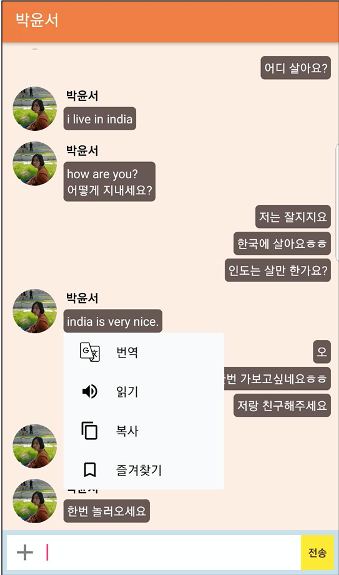 박윤서
어디 살아요?
박윤서
i live in india
박윤서
how are you?
어떻게 지내세요?
저는 잘지지요
한국에 살아요ㅎㅎ
인도는 살만 한가요?
박윤서
india is very nice.
번역
오
번 가보고싶네요ㅎㅎ
읽기
저랑 친구해주세요
복사
즐겨찾기
박윤서
한번 놀러오세요
전송